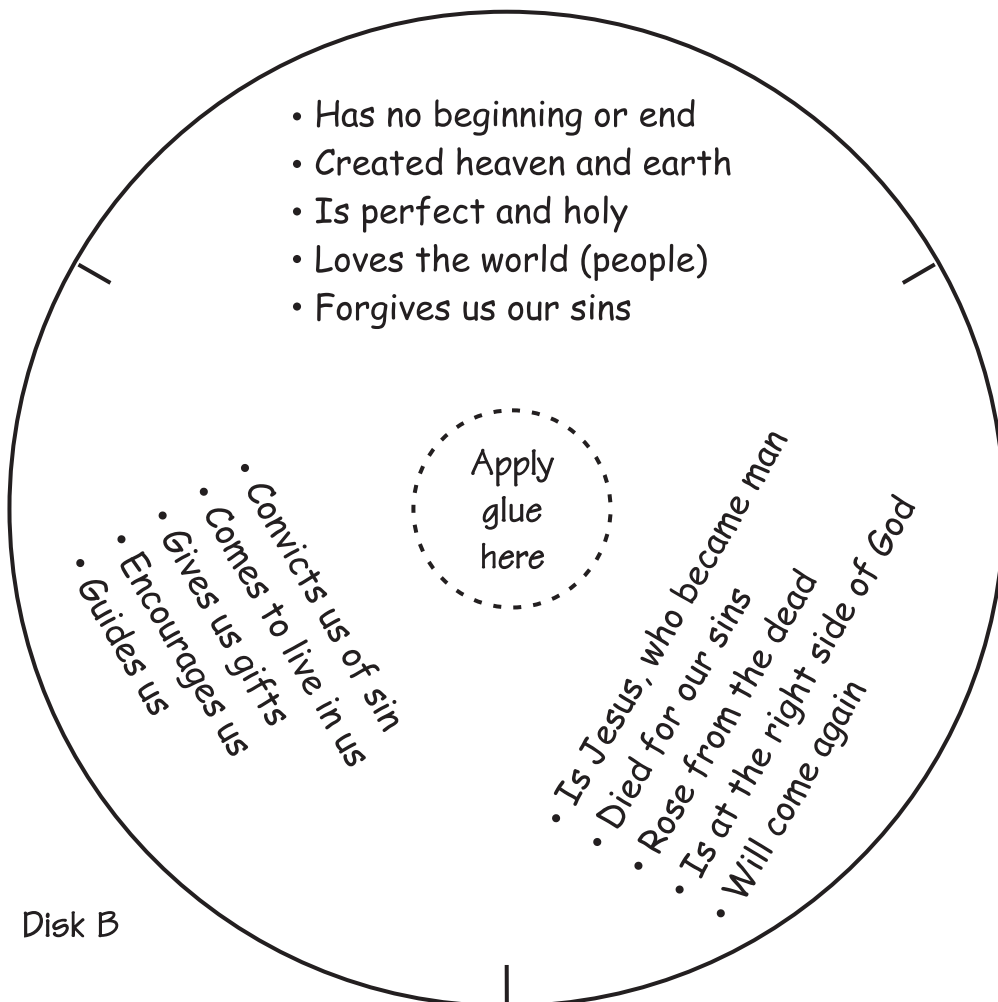 • Has no beginning or end
• Created heaven and earth
• Is perfect and holy
• Loves the world (people)
• Forgives us our sins
Apply
glue
here
• Convicts us of sin
• Comes to live in us
• Gives us gifts
• Encourages us
• Guides us
• Is Jesus, who became man
• Died for our sins
• Rose from the dead
• Is at the right side of God
• Will come again
Disk B